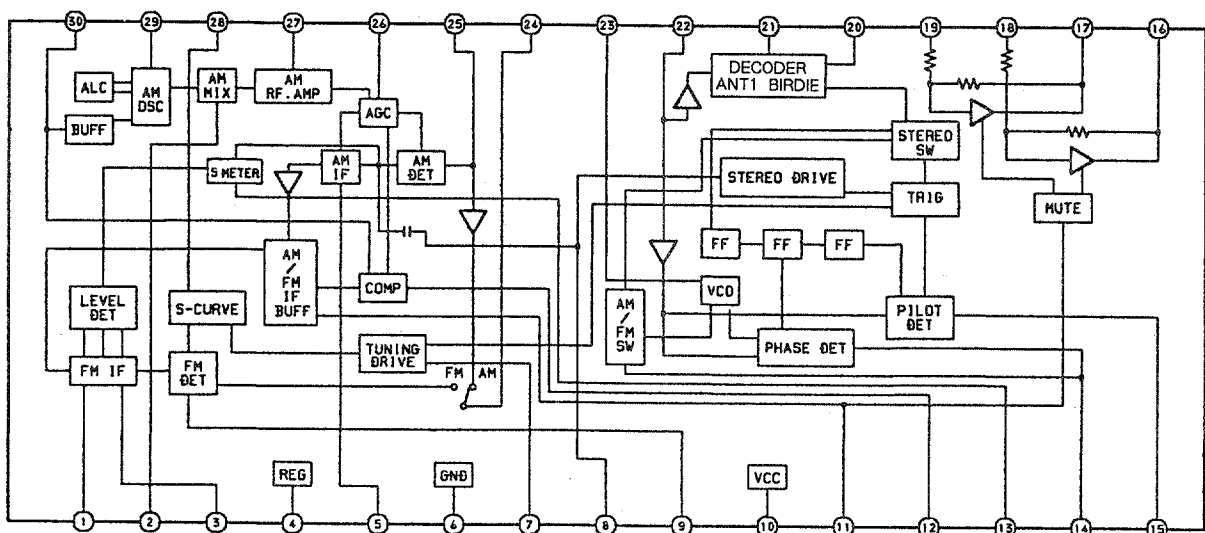 30 29 28 27 26 25 24 23 22 21 20 19 18 17 16
ALC
AM
OSC
AM
MIX
AM
RF.AMP
AGC
DECODER
ANT1 BIRDIE
BUFF
STEREO
SW
S METER
AM
IF
AM
DET
STEREO DRIVE
TRIG
MUTE
FF
FF
FF
AM
/
FM
IF
BUFF
COMP
VCO
LEVEL
DET
S-CURVE
AM
/
FM
SW
PILOT
DET
TUNING
DRIVE
PHASE DET
FM IF
FM
DET
FM
AM
REG
GND
VCC
1 2 3 4 5 6 7 8 9 10 11 12 13 14 15